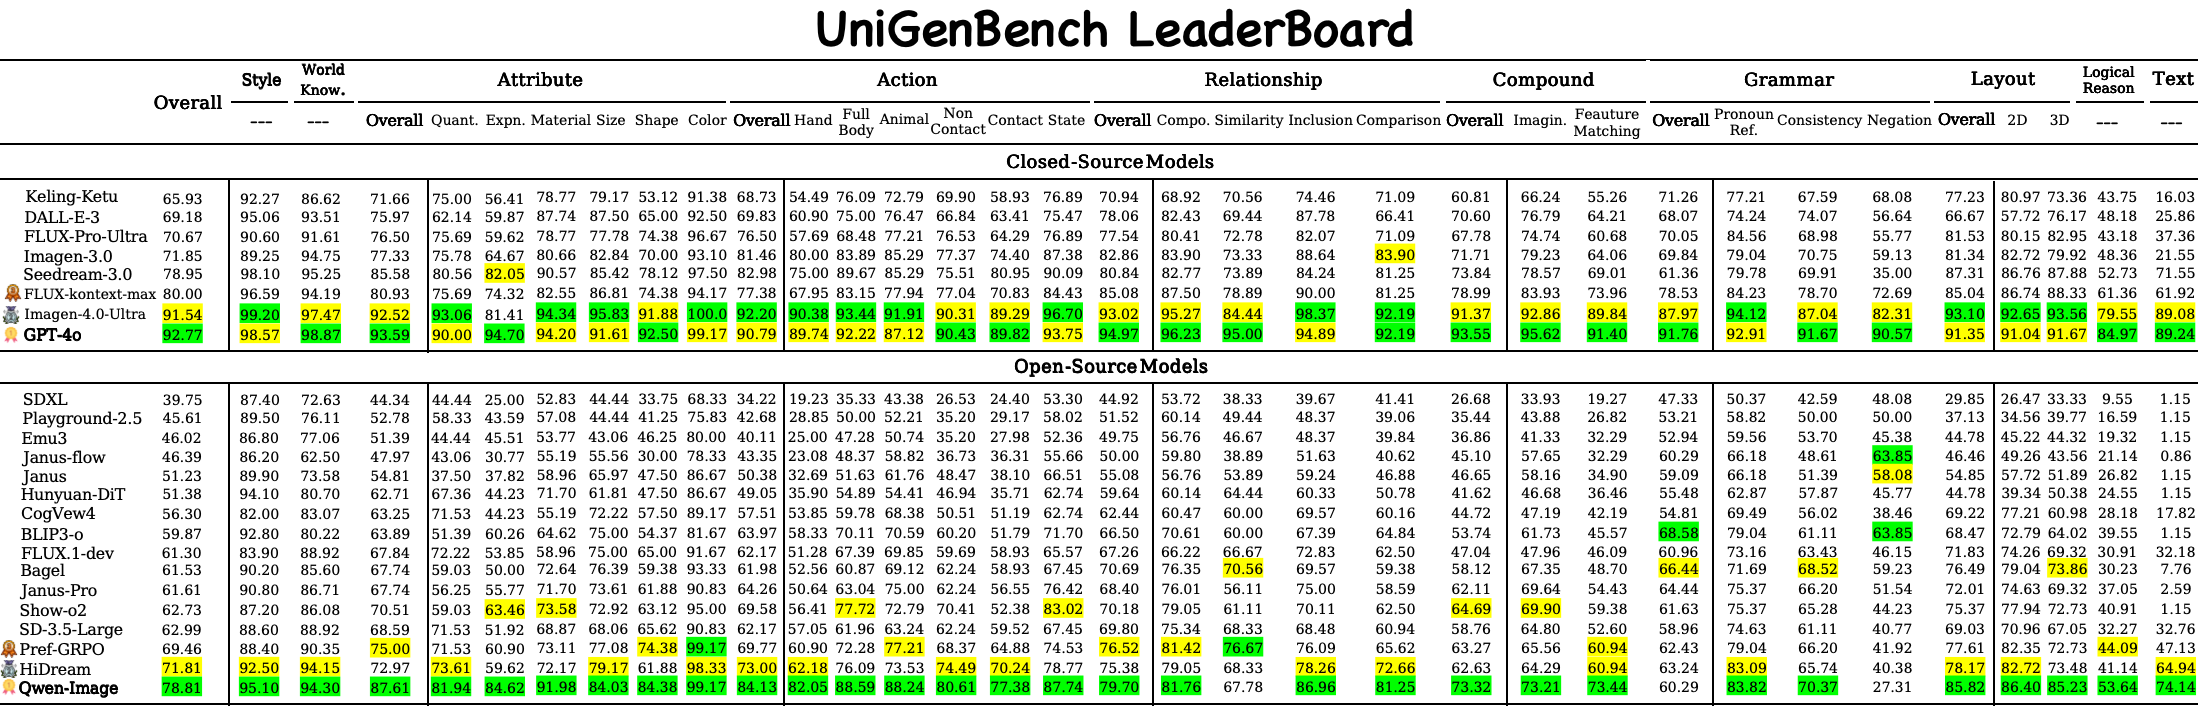 UniGenBench LeaderBoard
Overall Style World Know. Attribute Action Relationship Compound Grammar Layout Logical Reason Text
--- --- Overall Quant. Expn. Material Size Shape Color Overall Hand Full Body Animal Non Contact Contact State Overall Compo. Similarity Inclusion Comparison Overall Imagin. Feauture Matching Overall Pronoun Ref. Consistency Negation Overall 2D 3D --- ---
Closed-Source Models
Keling-Ketu 65.93 92.27 86.62 71.66 75.00 56.41 78.77 79.17 53.12 91.38 68.73 54.49 76.09 72.79 69.90 58.93 76.89 70.94 68.92 70.56 74.46 71.09 60.81 66.24 55.26 71.26 77.21 67.59 68.08 77.23 80.97 73.36 43.75 16.03
DALL-E-3 69.18 95.06 93.51 75.97 62.14 59.87 87.74 87.50 65.00 92.50 69.83 60.90 75.00 76.47 66.84 63.41 75.47 78.06 82.43 69.44 87.78 66.41 70.60 76.79 64.21 68.07 74.24 74.07 56.64 66.67 57.72 76.17 48.18 25.86
FLUX-Pro-Ultra 70.67 90.60 91.61 76.50 75.69 59.62 78.77 77.78 74.38 96.67 76.50 57.69 68.48 77.21 76.53 64.29 76.89 77.54 80.41 72.78 82.07 71.09 67.78 74.74 60.68 70.05 84.56 68.98 55.77 81.53 80.15 82.95 43.18 37.36
Imagen-3.0 71.85 89.25 94.75 77.33 75.78 64.67 80.66 82.84 70.00 93.10 81.46 80.00 83.89 85.29 77.37 74.40 87.38 82.86 83.90 73.33 88.64 83.90 71.71 79.23 64.06 69.84 79.04 70.75 59.13 81.34 82.72 79.92 48.36 21.55
Seedream-3.0 78.95 98.10 95.25 85.58 80.56 82.05 90.57 85.42 78.12 97.50 82.98 75.00 89.67 85.29 75.51 80.95 90.09 80.84 82.77 73.89 84.24 81.25 73.84 78.57 69.01 61.36 79.78 69.91 35.00 87.31 86.76 87.88 52.73 71.55
FLUX-kontext-max 80.00 96.59 94.19 80.93 75.69 74.32 82.55 86.81 74.38 94.17 77.38 67.95 83.15 77.94 77.04 70.83 84.43 85.08 87.50 78.89 90.00 81.25 78.99 83.93 73.96 78.53 84.23 78.70 72.69 85.04 86.74 88.33 61.36 61.92
Imagen-4.0-Ultra 91.54 99.20 97.47 92.52 93.06 81.41 94.34 95.83 91.88 100.0 92.20 90.38 93.44 91.91 90.31 89.29 96.70 93.02 95.27 84.44 98.37 92.19 91.37 92.86 89.84 87.97 94.12 87.04 82.31 93.10 92.65 93.56 79.55 89.08
GPT-4o 92.77 98.57 98.87 93.59 90.00 94.70 94.20 91.61 92.50 99.17 90.79 89.74 92.22 87.12 90.43 89.82 93.75 94.97 96.23 95.00 94.89 92.19 93.55 95.62 91.40 91.76 92.91 91.67 90.57 91.35 91.04 91.67 84.97 89.24
Open-Source Models
SDXL 39.75 87.40 72.63 44.34 44.44 25.00 52.83 44.44 33.75 68.33 34.22 19.23 35.33 43.38 26.53 24.40 53.30 44.92 53.72 38.33 39.67 41.41 26.68 33.93 19.27 47.33 50.37 42.59 48.08 29.85 26.47 33.33 9.55 1.15
Playground-2.5 45.61 89.50 76.11 52.78 58.33 43.59 57.08 44.44 41.25 75.83 42.68 28.85 50.00 52.21 35.20 29.17 58.02 51.52 60.14 49.44 48.37 39.06 35.44 43.88 26.82 53.21 58.82 50.00 50.00 37.13 34.56 39.77 16.59 1.15
Emu3 46.02 86.80 77.06 51.39 44.44 45.51 53.77 43.06 46.25 80.00 40.11 25.00 47.28 50.74 35.20 27.98 52.36 49.75 56.76 46.67 48.37 39.84 36.86 41.33 32.29 52.94 59.56 53.70 45.38 44.78 45.22 44.32 19.32 1.15
Janus-flow 46.39 86.20 62.50 47.97 43.06 30.77 55.19 55.56 30.00 78.33 43.35 23.08 48.37 58.82 36.73 36.31 55.66 50.00 59.80 38.89 51.63 40.62 45.10 57.65 32.29 60.29 66.18 48.61 63.85 46.46 49.26 43.56 21.14 0.86
Janus 51.23 89.90 73.58 54.81 37.50 37.82 58.96 65.97 47.50 86.67 50.38 32.69 51.63 61.76 48.47 38.10 66.51 55.08 56.76 53.89 59.24 46.88 46.65 58.16 34.90 59.09 66.18 51.39 58.08 54.85 57.72 51.89 26.82 1.15
Hunyuan-DiT 51.38 94.10 80.70 62.71 67.36 44.23 71.70 61.81 47.50 86.67 49.05 35.90 54.89 54.41 46.94 35.71 62.74 59.64 60.14 64.44 60.33 50.78 41.62 46.68 36.46 55.48 62.87 57.87 45.77 44.78 39.34 50.38 24.55 1.15
CogVew4 56.30 82.00 83.07 63.25 71.53 44.23 55.19 72.22 57.50 89.17 57.51 53.85 59.78 68.38 50.51 51.19 62.74 62.44 60.47 60.00 69.57 60.16 44.72 47.19 42.19 54.81 69.49 56.02 38.46 69.22 77.21 60.98 28.18 17.82
BLIP3-o 59.87 92.80 80.22 63.89 51.39 60.26 64.62 75.00 54.37 81.67 63.97 58.33 70.11 70.59 60.20 51.79 71.70 66.50 70.61 60.00 67.39 64.84 53.74 61.73 45.57 68.58 79.04 61.11 63.85 68.47 72.79 64.02 39.55 1.15
FLUX.1-dev 61.30 83.90 88.92 67.84 72.22 53.85 58.96 75.00 65.00 91.67 62.17 51.28 67.39 69.85 59.69 58.93 65.57 67.26 66.22 66.67 72.83 62.50 47.04 47.96 46.09 60.96 73.16 63.43 46.15 71.83 74.26 69.32 30.91 32.18
Bagel 61.53 90.20 85.60 67.74 59.03 50.00 72.64 76.39 59.38 93.33 61.98 52.56 60.87 69.12 62.24 58.93 67.45 70.69 76.35 70.56 69.57 59.38 58.12 67.35 48.70 66.44 71.69 68.52 59.23 76.49 79.04 73.86 30.23 7.76
Janus-Pro 61.61 90.80 86.71 67.74 56.25 55.77 71.70 73.61 61.88 90.83 64.26 50.64 63.04 75.00 62.24 56.55 76.42 68.40 76.01 56.11 75.00 58.59 62.11 69.64 54.43 64.44 75.37 66.20 51.54 72.01 74.63 69.32 37.05 2.59
Show-o2 62.73 87.20 86.08 70.51 59.03 63.46 73.58 72.92 63.12 95.00 69.58 56.41 77.72 72.79 70.41 52.38 83.02 70.18 79.05 61.11 70.11 62.50 64.69 69.90 59.38 61.63 75.37 65.28 44.23 75.37 77.94 72.73 40.91 1.15
SD-3.5-Large 62.99 88.60 88.92 68.59 71.53 51.92 68.87 68.06 65.62 90.83 62.17 57.05 61.96 63.24 62.24 59.52 67.45 69.80 75.34 68.33 68.48 60.94 58.76 64.80 52.60 58.96 74.63 61.11 40.77 69.03 70.96 67.05 32.27 32.76
Pref-GRPO 69.46 88.40 90.35 75.00 71.53 60.90 73.11 77.08 74.38 99.17 69.77 60.90 72.28 77.21 68.37 64.88 74.53 76.52 81.42 76.67 76.09 65.62 63.27 65.56 60.94 62.43 79.04 66.20 41.92 77.61 82.35 72.73 44.09 47.13
HiDream 71.81 92.50 94.15 72.97 73.61 59.62 72.17 79.17 61.88 98.33 73.00 62.18 76.09 73.53 74.49 70.24 78.77 75.38 79.05 68.33 78.26 72.66 62.63 64.29 60.94 63.24 83.09 65.74 40.38 78.17 82.72 73.48 41.14 64.94
Qwen-Image 78.81 95.10 94.30 87.61 81.94 84.62 91.98 84.03 84.38 99.17 84.13 82.05 88.59 88.24 80.61 77.38 87.74 79.70 81.76 67.78 86.96 81.25 73.32 73.21 73.44 60.29 83.82 70.37 27.31 85.82 86.40 85.23 53.64 74.14